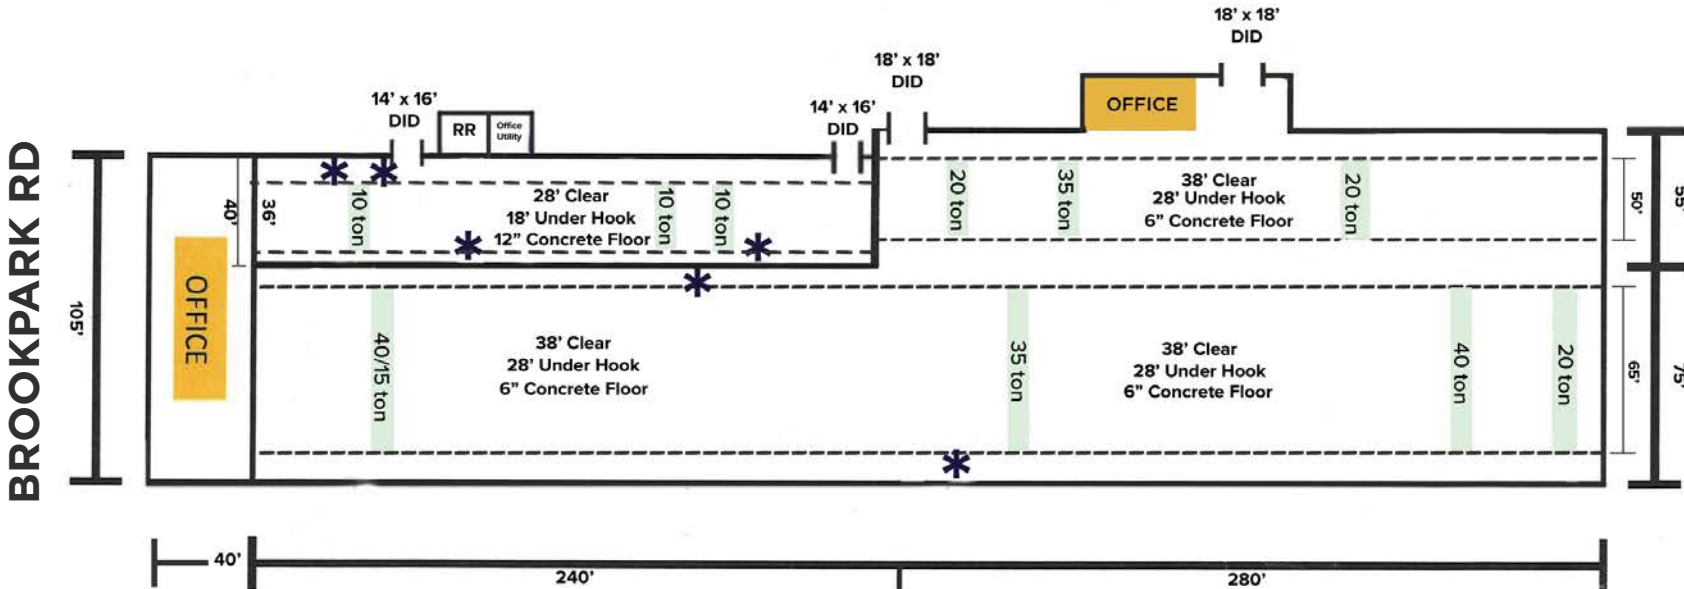 18' x 18'
DID
18' x 18'
DID
14' x 16'
DID
14' x 16'
DID
RR
Office
Utility
OFFICE
BROOKPARK RD
105'
40'
36'
OFFICE
10 ton
28' Clear
18' Under Hook
12" Concrete Floor
10 ton
10 ton
20 ton
35 ton
38' Clear
28' Under Hook
6" Concrete Floor
20 ton
50'
55'
40/15 ton
38' Clear
28' Under Hook
6" Concrete Floor
35 ton
38' Clear
28' Under Hook
6" Concrete Floor
40 ton
20 ton
65'
75'
40'
240'
280'